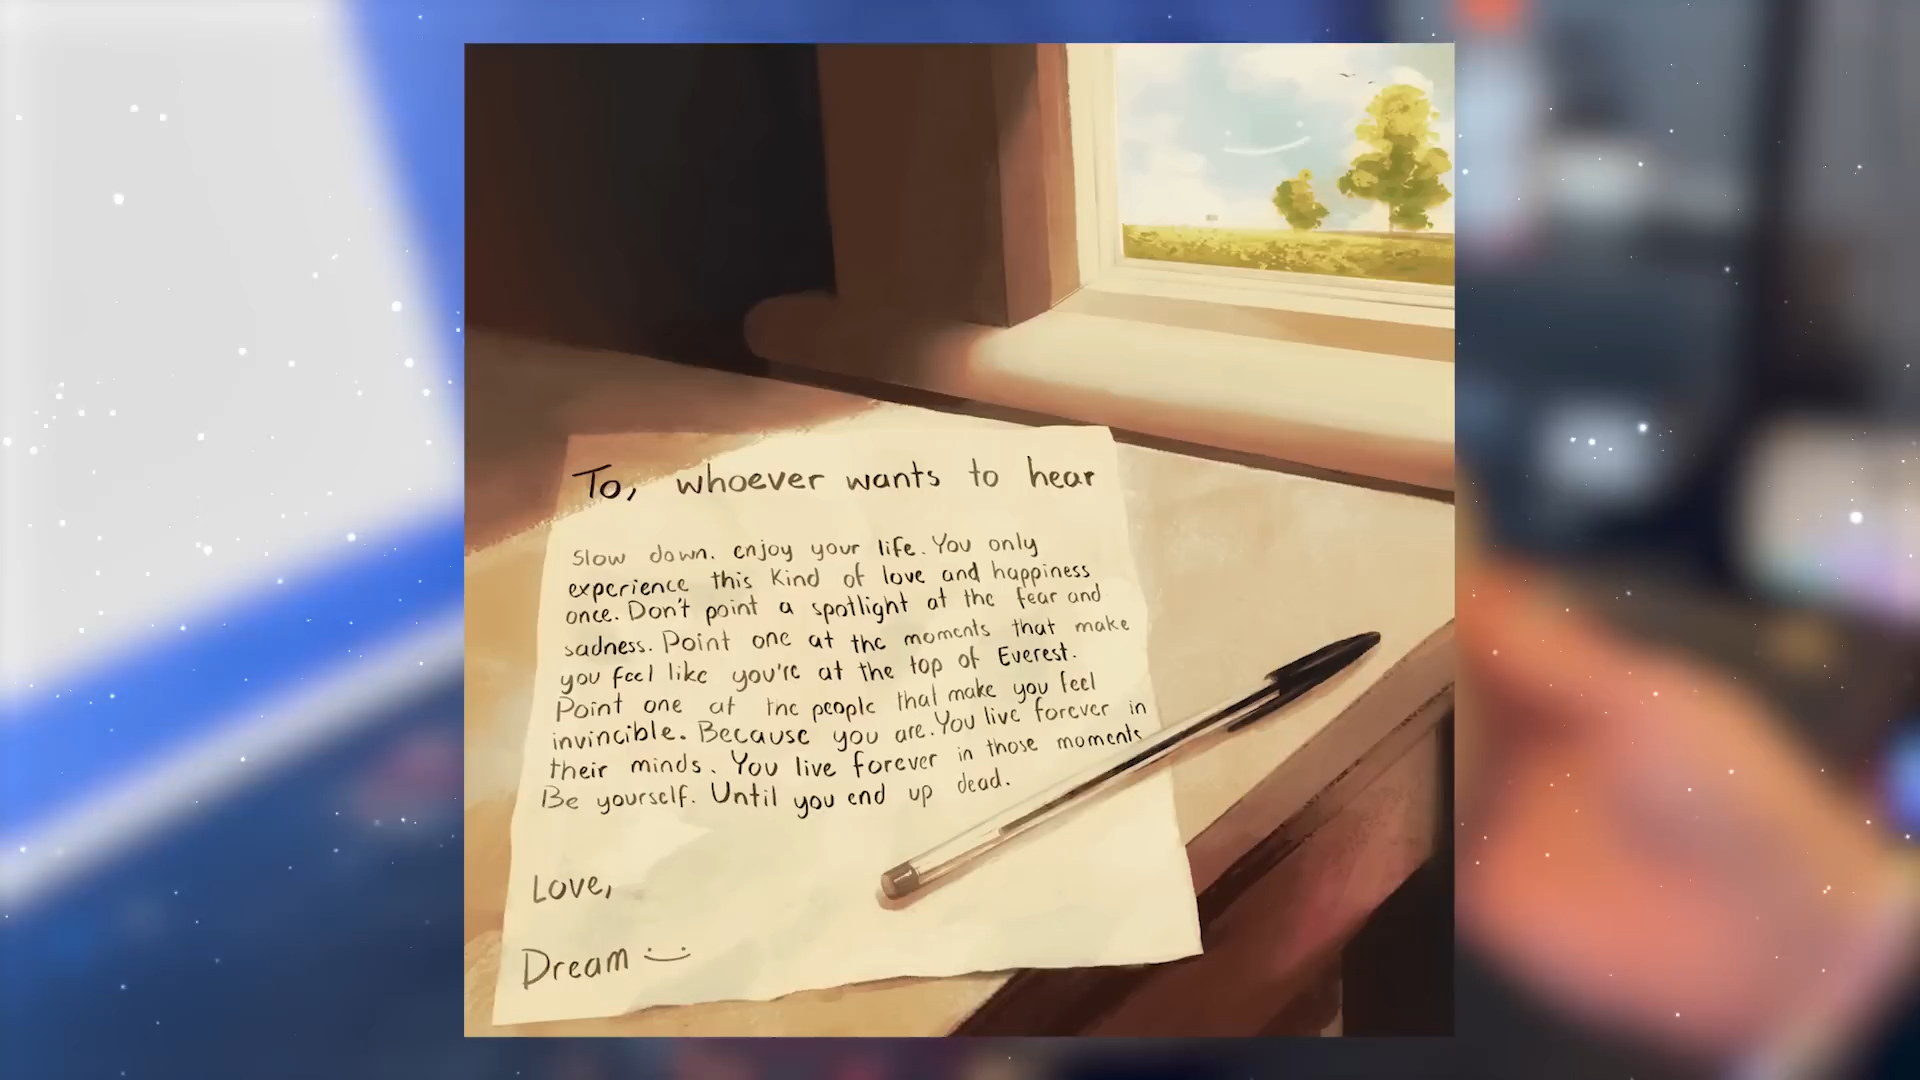 To, whoever wants to hear
slow down. enjoy your life. You only
experience this kind of love and happiness
once. Don't point a spotlight at the fear and
sadness. Point one at the moments that make
you feel like you're at the top of Everest.
Point one at the people that make you feel
invincible. Because you are. You live forever in
their minds. You live forever in those moments
Be yourself. Until you end up dead.
Love,
Dream